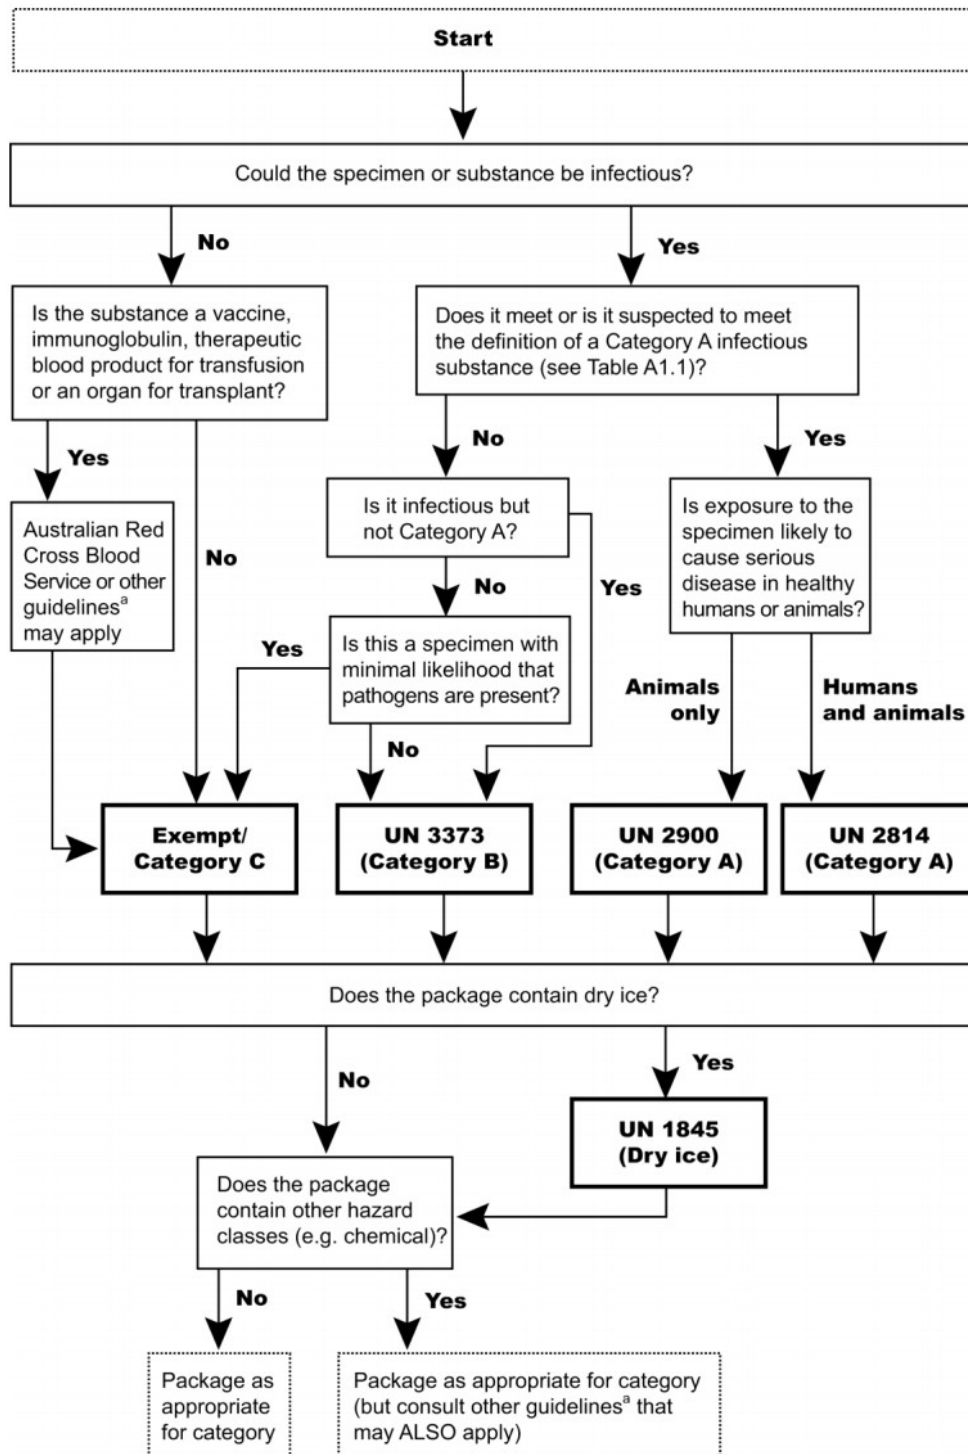 Start
Could the specimen or substance be infectious?
No
Yes
Is the substance a vaccine,
immunoglobulin, therapeutic
blood product for transfusion
or an organ for transplant?
Does it meet or is it suspected to meet
the definition of a Category A infectious
substance (see Table A1.1)?
Yes
No
No
Yes
Australian Red
Cross Blood
Service or other
guidelinesᵃ
may apply
Is it infectious but
not Category A?
Is exposure to the
specimen likely to
cause serious
disease in healthy
humans or animals?
No
Yes
Yes
Is this a specimen with
minimal likelihood that
pathogens are present?
No
Animals
only
Humans
and animals
Exempt/
Category C
UN 3373
(Category B)
UN 2900
(Category A)
UN 2814
(Category A)
Does the package contain dry ice?
No
Yes
UN 1845
(Dry ice)
Does the package
contain other hazard
classes (e.g. chemical)?
No
Yes
Package as
appropriate
for category
Package as appropriate for category
(but consult other guidelinesᵃ that
may ALSO apply)